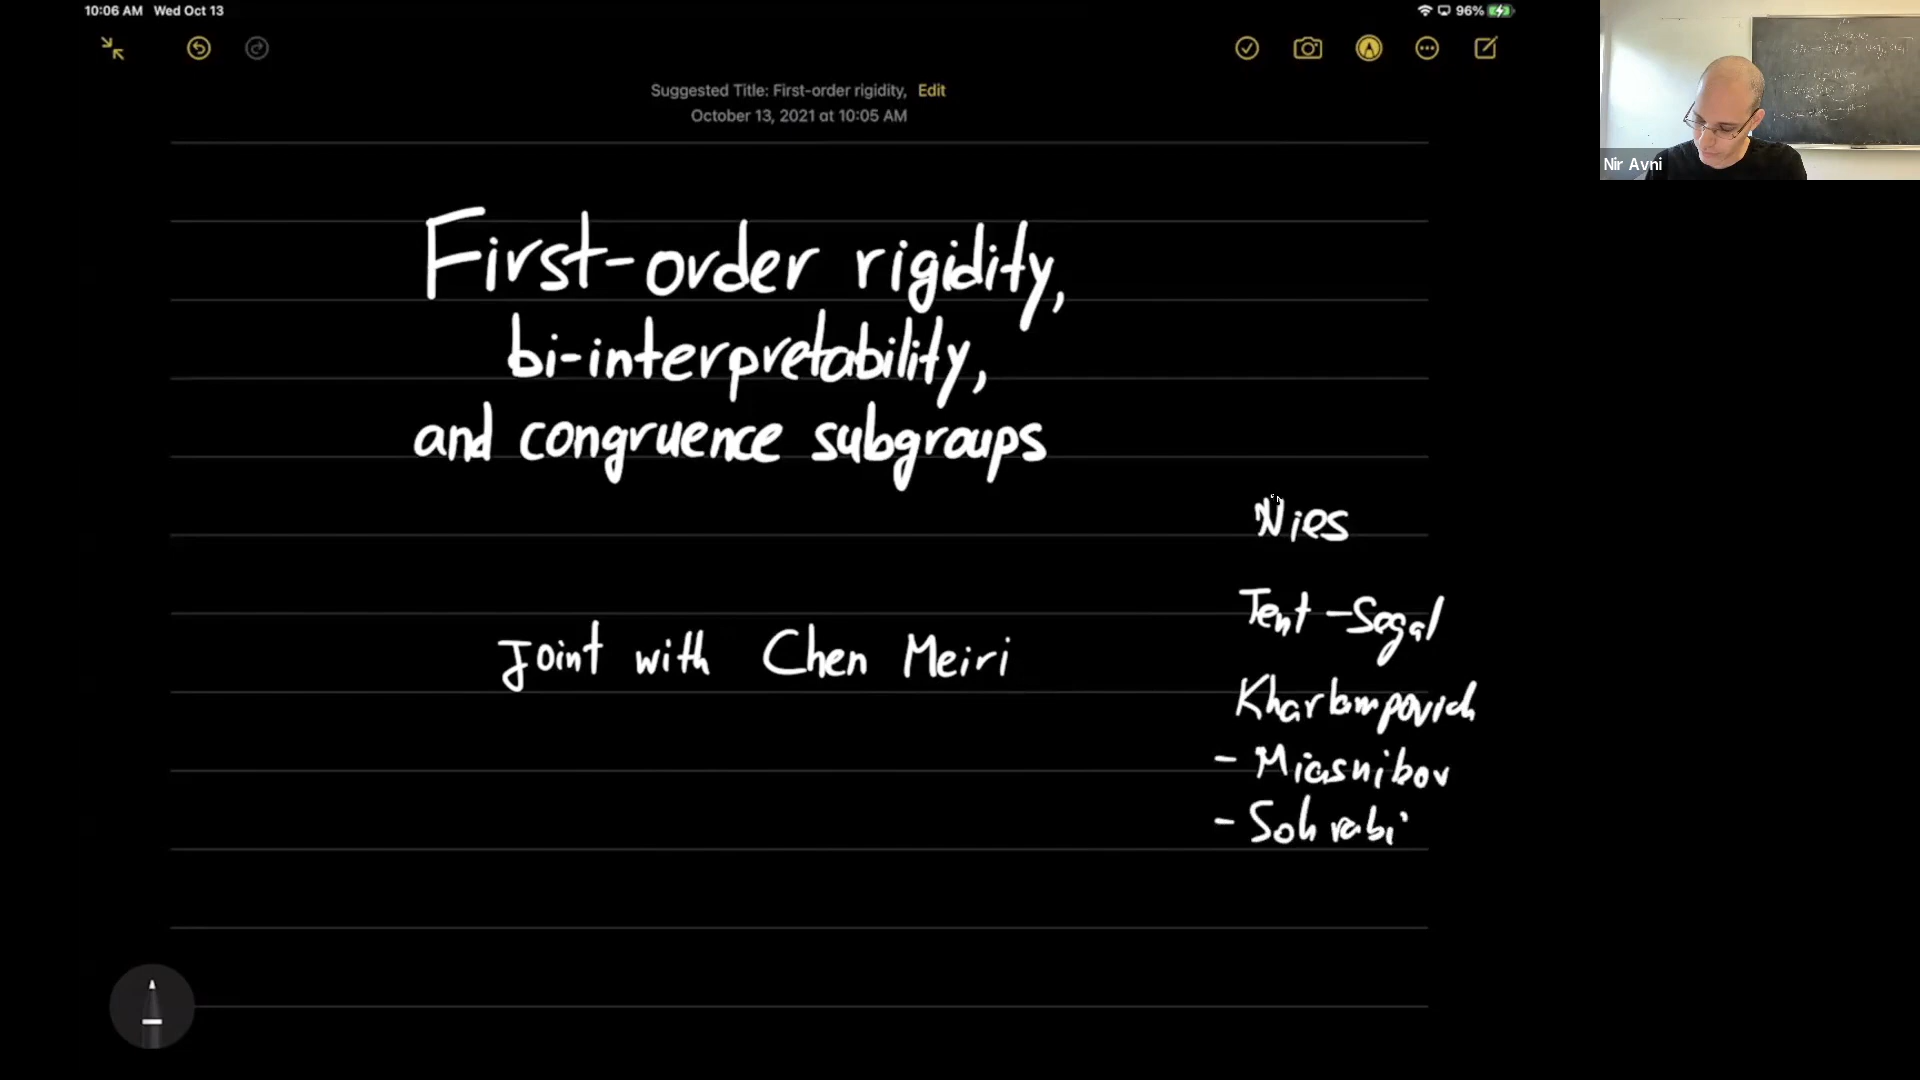 10:06 AM Wed Oct 13
96%
Suggested Title: First-order rigidity, Edit
October 13, 2021 at 10:05 AM
First-order rigidity,
bi-interpretability,
and congruence subgroups
Joint with Chen Meiri
Nies
Tent - Segal
Kharlampovich
- Miasnikov
- Sohrabi
Nir Avni